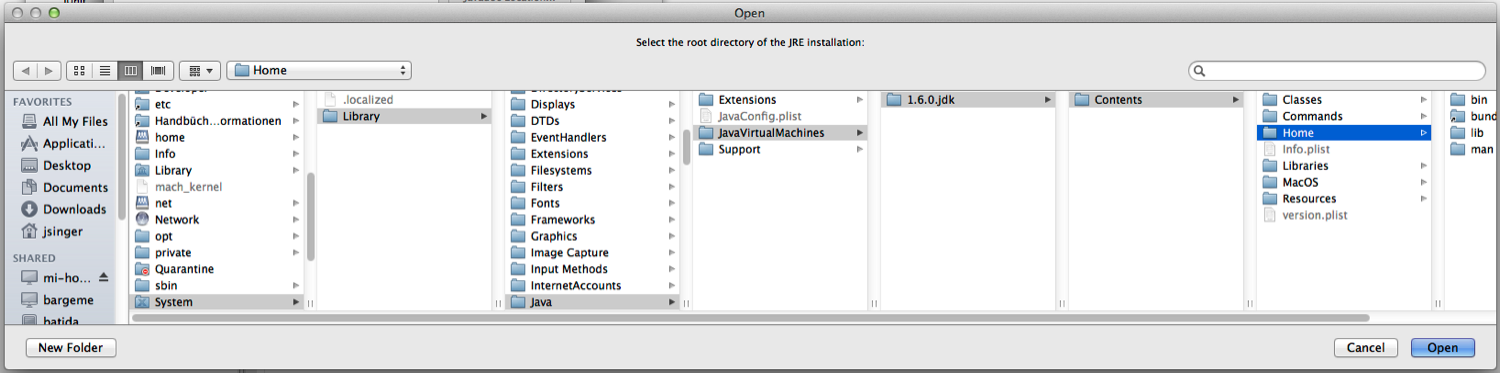 Open
Select the root directory of the JRE installation:
Home
FAVORITES
All My Files
Applicati...
Desktop
Documents
Downloads
jsinger
SHARED
mi-ho...
bargeme
batida
etc
Handbüch...ormationen
home
Info
Library
mach_kernel
net
Network
opt
private
Quarantine
sbin
System
.localized
Library
DirectoryServices
Displays
DTDs
EventHandlers
Extensions
Filesystems
Filters
Fonts
Frameworks
Graphics
Image Capture
Input Methods
InternetAccounts
Java
Extensions
JavaConfig.plist
JavaVirtualMachines
Support
1.6.0.jdk
Contents
Classes
Commands
Home
Info.plist
Libraries
MacOS
Resources
version.plist
bin
bund
lib
man
New Folder
Cancel
Open